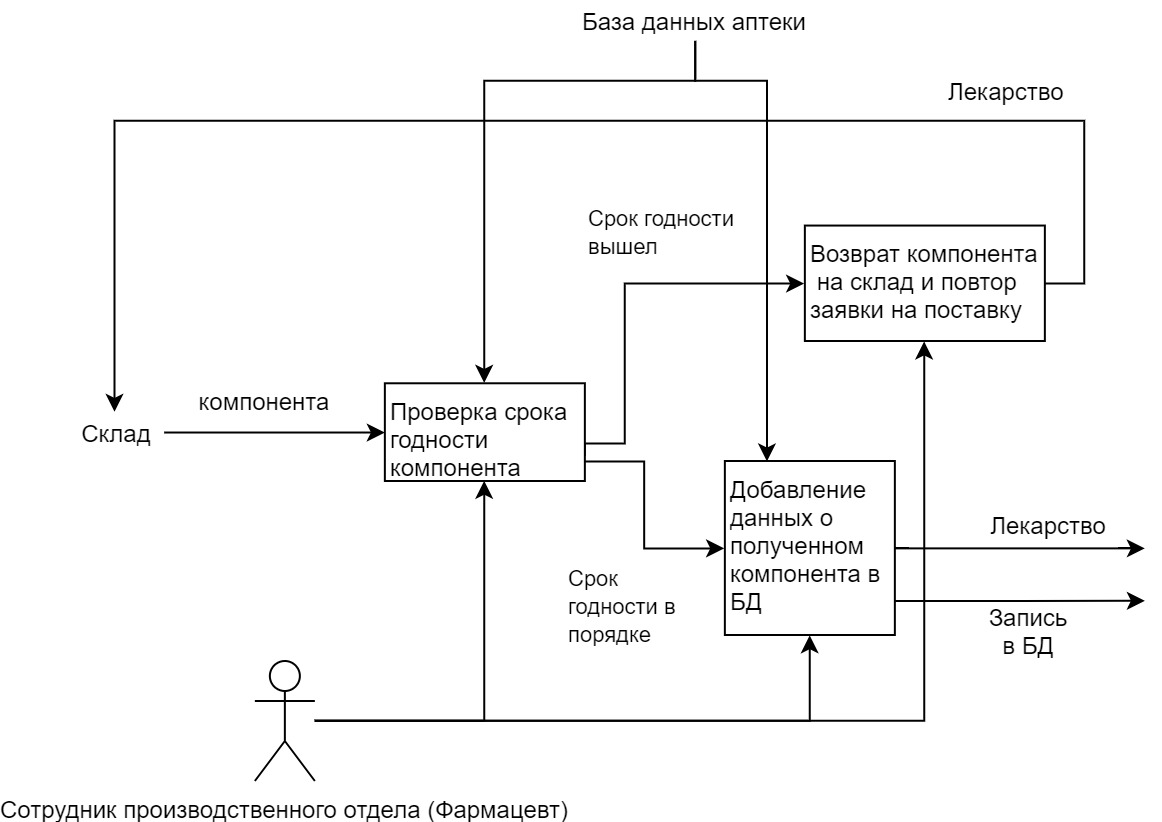 База данных аптеки
Лекарство
Срок годности
вышел
Возврат компонента
на склад и повтор
заявки на поставку
компонента
Склад
Проверка срока
годности
компонента
Добавление
данных о
полученном
компонента в
БД
Лекарство
Срок
годности в
порядке
Запись
в БД
Сотрудник производственного отдела (Фармацевт)